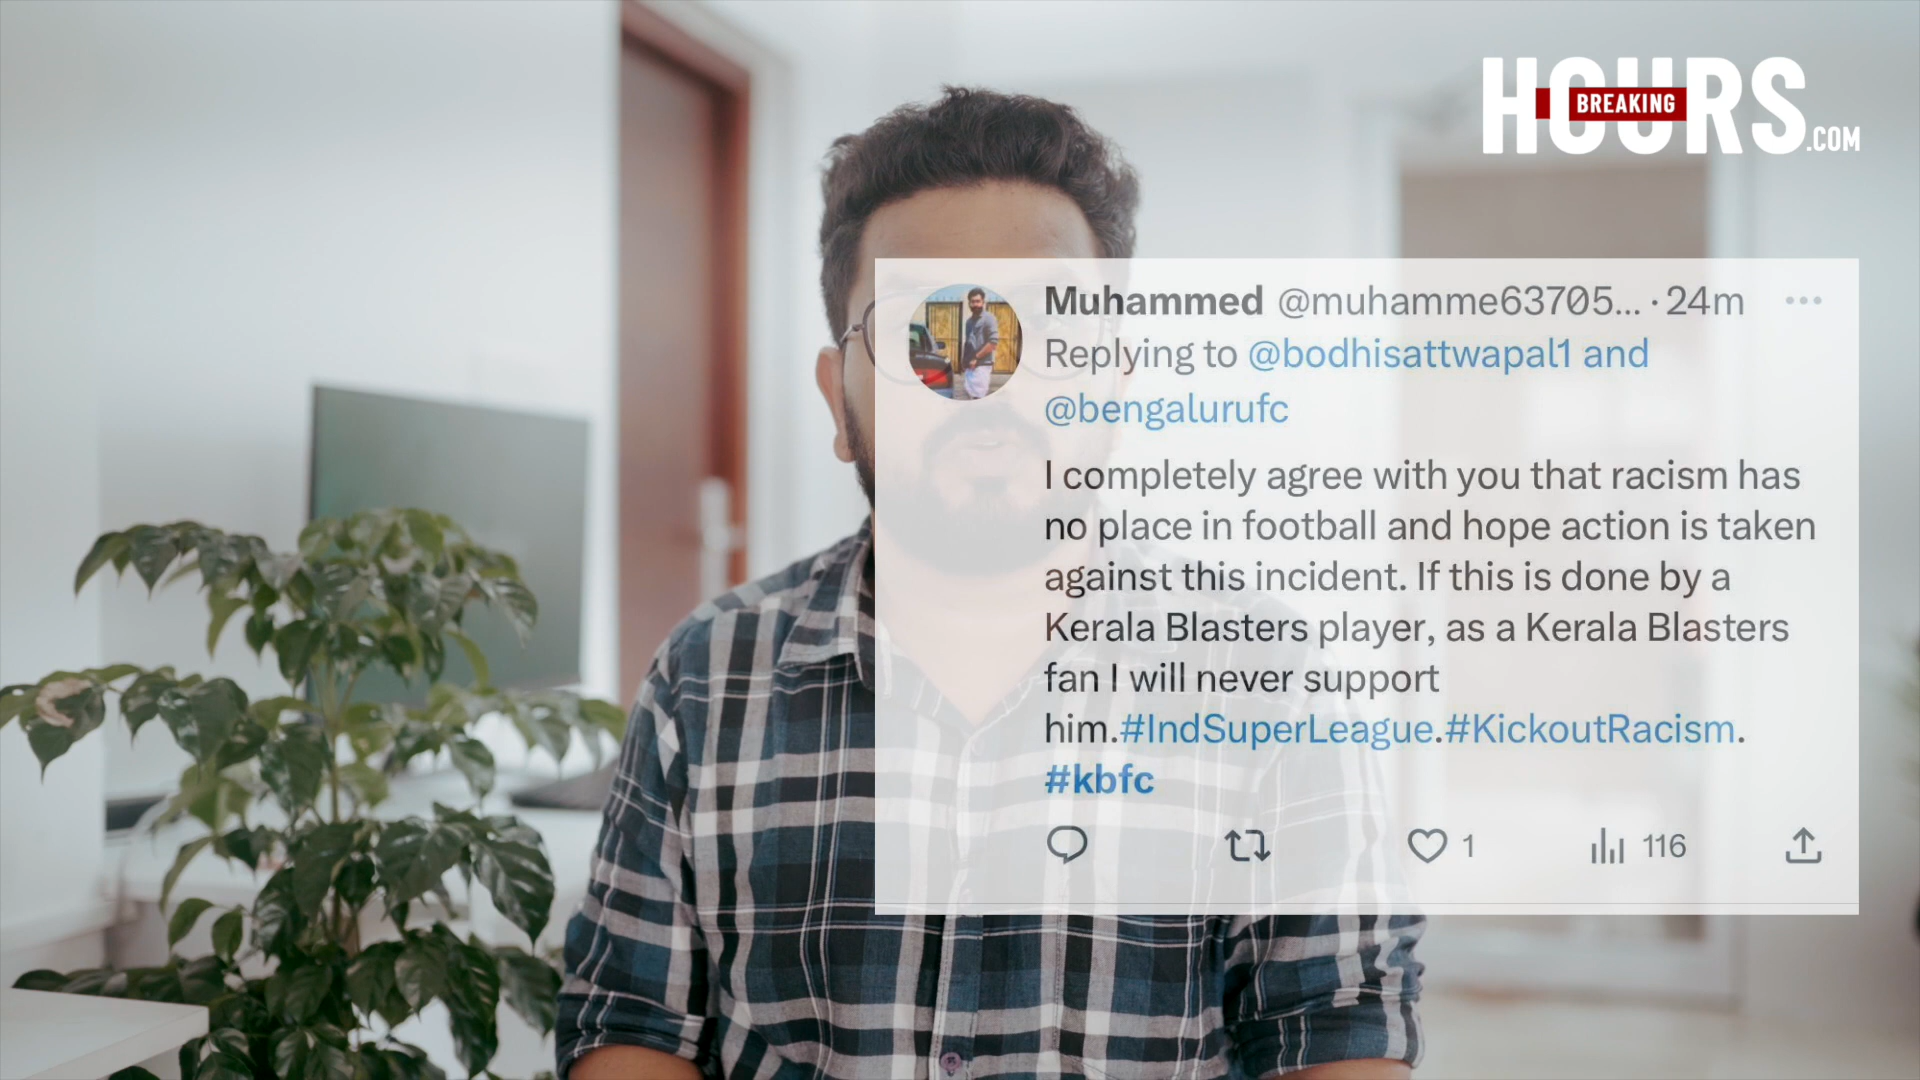 HOURS
BREAKING
.COM
Muhammed @muhamme63705... · 24m
Replying to @bodhisattwapal1 and
@bengalurufc
I completely agree with you that racism has
no place in football and hope action is taken
against this incident. If this is done by a
Kerala Blasters player, as a Kerala Blasters
fan I will never support
him.#IndSuperLeague.#KickoutRacism.
#kbfc
1
116